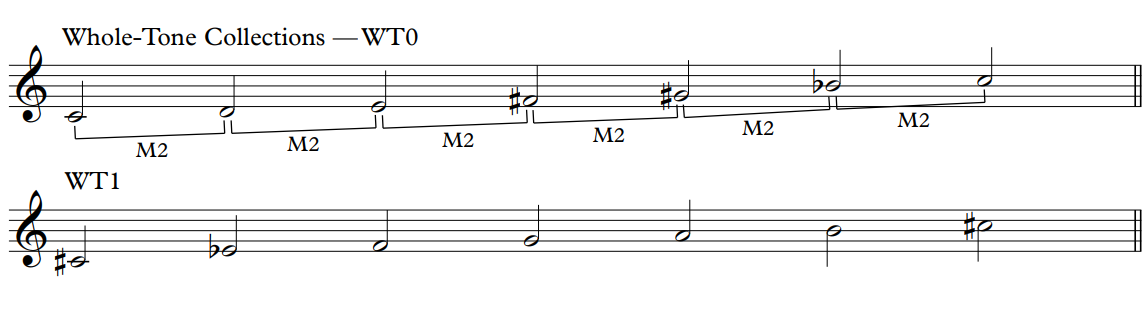 Whole-Tone Collections — WT0
M2 M2 M2 M2 M2 M2
WT1